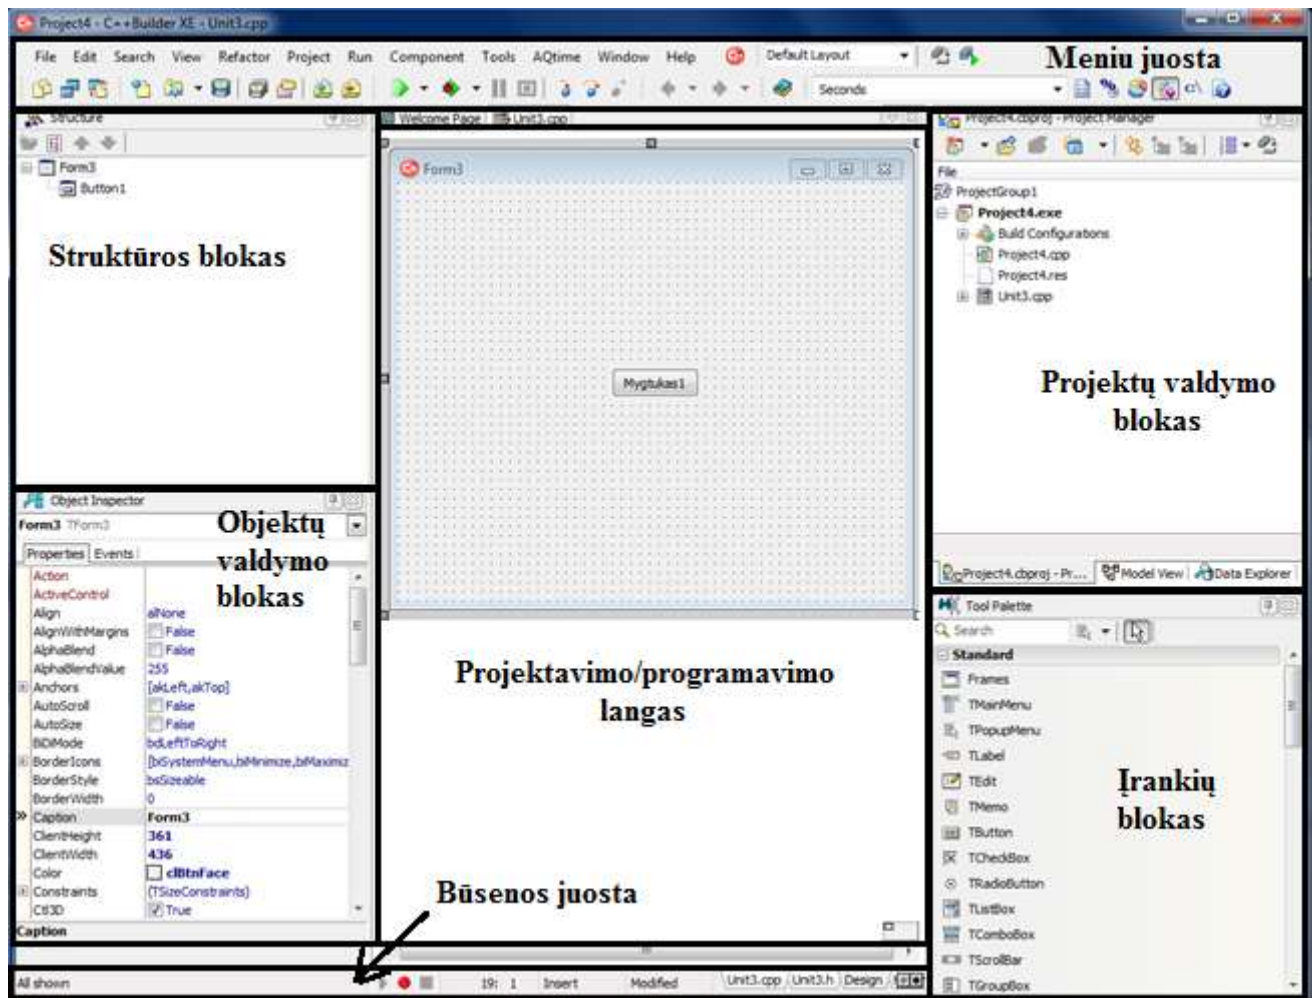 Project4 - C++Builder XE - Unit3.cpp
File Edit Search View Refactor Project Run Component Tools AQtime Window Help Default Layout
Meniu juosta
Seconds
Structure
Form3
Button1
Struktūros blokas
Object Inspector
Form3 TForm3
Objektų
valdymo
blokas
Properties Events
Action
ActiveControl
Align alNone
AlignWithMargins False
AlphaBlend False
AlphaBlendValue 255
Anchors [akLeft,akTop]
AutoScroll False
AutoSize False
BiDiMode bdLeftToRight
BorderIcons [biSystemMenu,biMinimize,biMaximiz
BorderStyle bsSizeable
BorderWidth 0
Caption Form3
ClientHeight 361
ClientWidth 436
Color clBtnFace
Constraints (TSizeConstraints)
Ctl3D True
Caption
All shown
Welcome Page Unit3.cpp
Form3
Mygtukas1
Projektavimo/programavimo
langas
Būsenos juosta
19: 1 Insert Modified Unit3.cpp Unit3.h Design
Project4.cbproj - Project Manager
File
ProjectGroup1
Project4.exe
Build Configurations
Project4.cpp
Project4.res
Unit3.cpp
Projektų valdymo
blokas
Project4.cbproj - Pr... Model View Data Explorer
Tool Palette
Search
Standard
Frames
TMainMenu
TPopupMenu
TLabel
TEdit
TMemo
TButton
TCheckBox
TRadioButton
TListBox
TComboBox
TScrollBar
TGroupBox
Įrankių
blokas